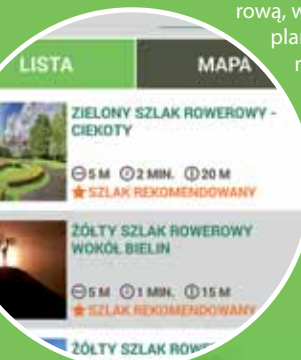 rową, w
plan
LISTA
MAPA
ZIELONY SZLAK ROWEROWY -
CIEKOTY
5 M 2 MIN. 20 M
SZLAK REKOMENDOWANY
ŻÓŁTY SZLAK ROWEROWY
WOKÓŁ BIELIN
5 M 1 MIN. 15 M
SZLAK REKOMENDOWANY
ŻÓŁTY SZLAK ROWE